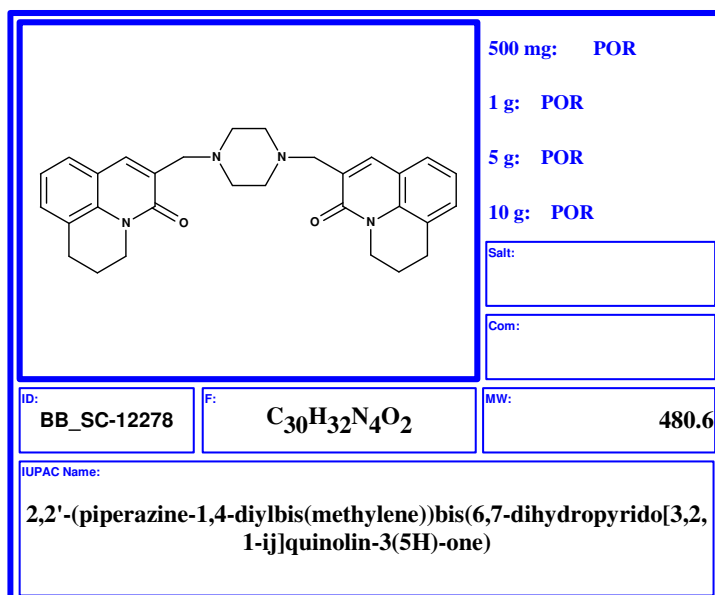 500 mg: POR
1 g: POR
5 g: POR
10 g: POR
N
N
O
N
O
N
Salt:
Com:
ID:
BB_SC-12278
F:
C30H32N4O2
MW:
480.6
IUPAC Name:
2,2'-(piperazine-1,4-diylbis(methylene))bis(6,7-dihydropyrido[3,2,
1-ij]quinolin-3(5H)-one)